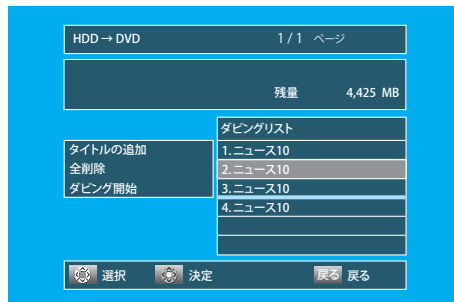 HDD → DVD 1 / 1 ページ
残量 4,425 MB
ダビングリスト
タイトルの追加 1.ニュース10
全削除 2.ニュース10
ダビング開始 3.ニュース10
4.ニュース10
選択 決定 戻る 戻る